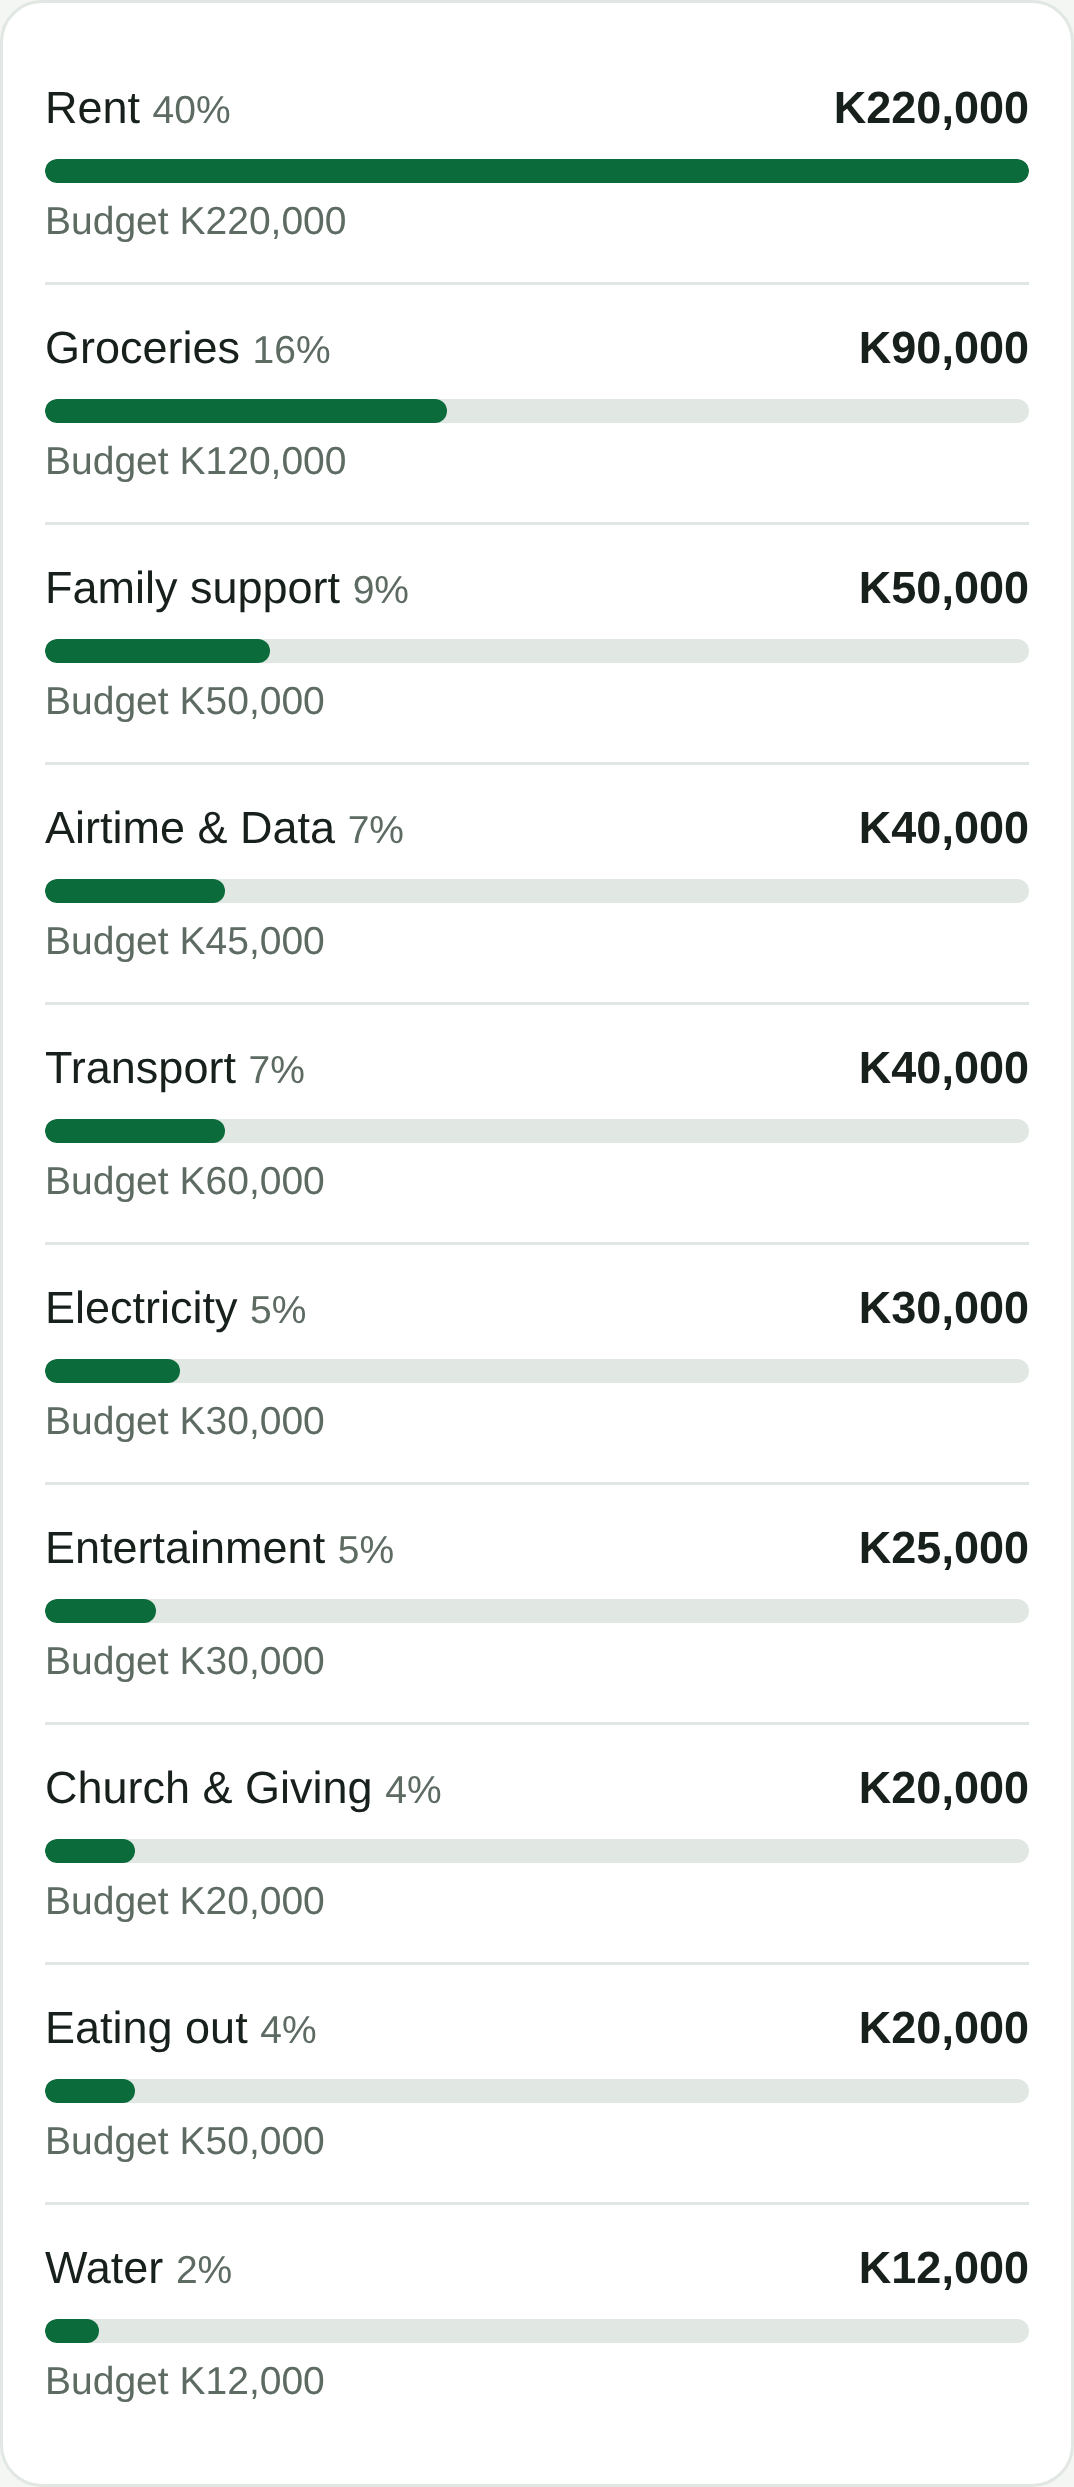 Rent 40% K220,000
Budget K220,000
Groceries 16% K90,000
Budget K120,000
Family support 9% K50,000
Budget K50,000
Airtime & Data 7% K40,000
Budget K45,000
Transport 7% K40,000
Budget K60,000
Electricity 5% K30,000
Budget K30,000
Entertainment 5% K25,000
Budget K30,000
Church & Giving 4% K20,000
Budget K20,000
Eating out 4% K20,000
Budget K50,000
Water 2% K12,000
Budget K12,000